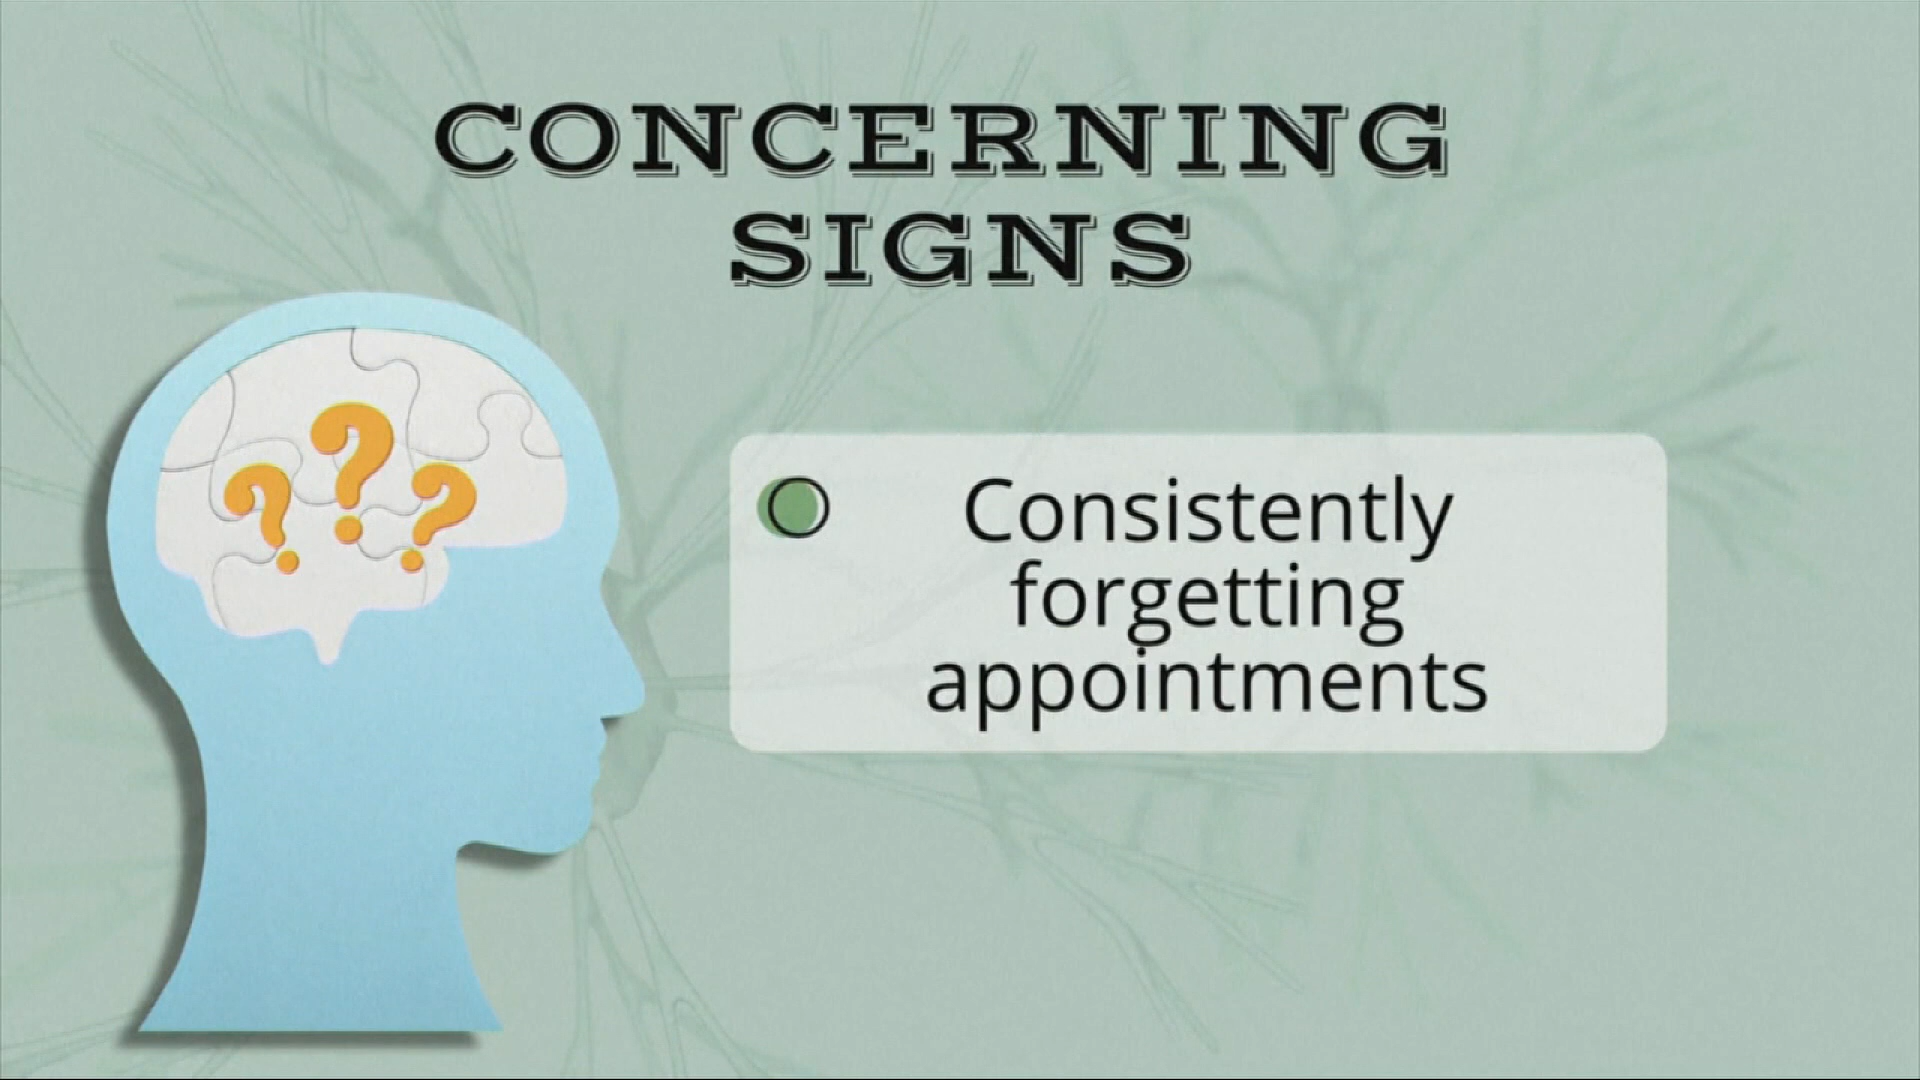 CONCERNING
SIGNS
? ? ?
Consistently
forgetting
appointments